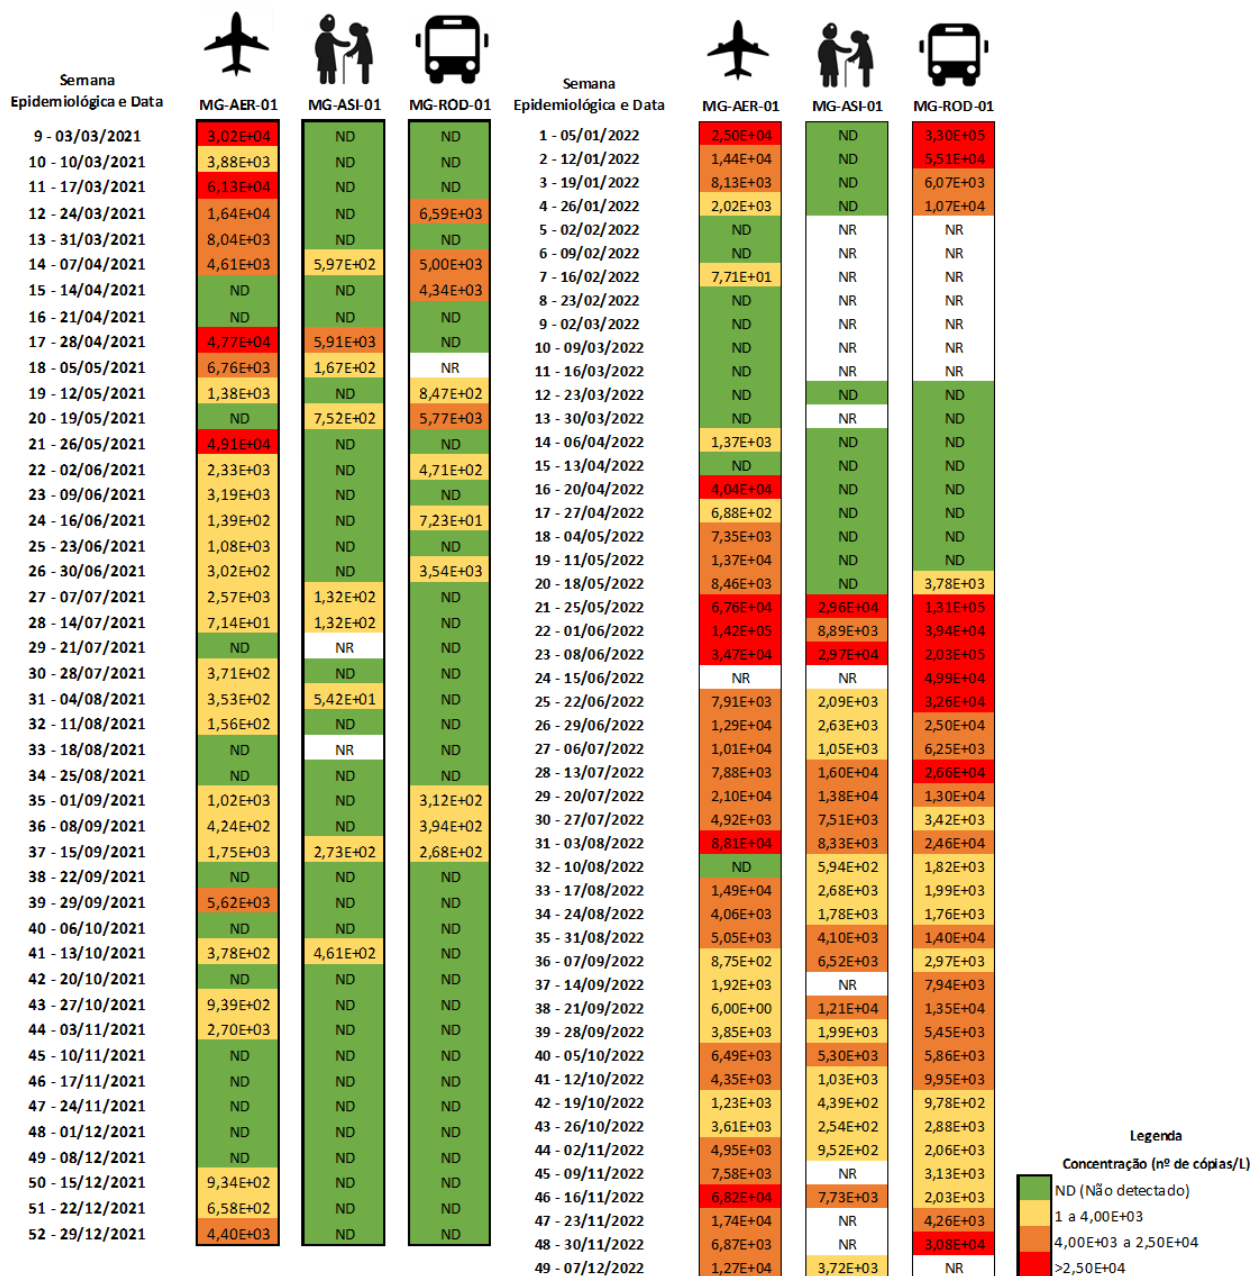 Semana
Epidemiológica e Data MG-AER-01 MG-ASI-01 MG-ROD-01
9 - 03/03/2021 3,02E+04 ND ND
10 - 10/03/2021 3,88E+03 ND ND
11 - 17/03/2021 6,13E+04 ND ND
12 - 24/03/2021 1,64E+04 ND 6,59E+03
13 - 31/03/2021 8,04E+03 ND ND
14 - 07/04/2021 4,61E+03 5,97E+02 5,00E+03
15 - 14/04/2021 ND ND 4,34E+03
16 - 21/04/2021 ND ND ND
17 - 28/04/2021 4,77E+04 5,91E+03 ND
18 - 05/05/2021 6,76E+03 1,67E+02 NR
19 - 12/05/2021 1,38E+03 ND 8,47E+02
20 - 19/05/2021 ND 7,52E+02 5,77E+03
21 - 26/05/2021 4,91E+04 ND ND
22 - 02/06/2021 2,33E+03 ND 4,71E+02
23 - 09/06/2021 3,19E+03 ND ND
24 - 16/06/2021 1,39E+02 ND 7,23E+01
25 - 23/06/2021 1,08E+03 ND ND
26 - 30/06/2021 3,02E+02 ND 3,54E+03
27 - 07/07/2021 2,57E+03 1,32E+02 ND
28 - 14/07/2021 7,14E+01 1,32E+02 ND
29 - 21/07/2021 ND NR ND
30 - 28/07/2021 3,71E+02 ND ND
31 - 04/08/2021 3,53E+02 5,42E+01 ND
32 - 11/08/2021 1,56E+02 ND ND
33 - 18/08/2021 ND NR ND
34 - 25/08/2021 ND ND ND
35 - 01/09/2021 1,02E+03 ND 3,12E+02
36 - 08/09/2021 4,24E+02 ND 3,94E+02
37 - 15/09/2021 1,75E+03 2,73E+02 2,68E+02
38 - 22/09/2021 ND ND ND
39 - 29/09/2021 5,62E+03 ND ND
40 - 06/10/2021 ND ND ND
41 - 13/10/2021 3,78E+02 4,61E+02 ND
42 - 20/10/2021 ND ND ND
43 - 27/10/2021 9,39E+02 ND ND
44 - 03/11/2021 2,70E+03 ND ND
45 - 10/11/2021 ND ND ND
46 - 17/11/2021 ND ND ND
47 - 24/11/2021 ND ND ND
48 - 01/12/2021 ND ND ND
49 - 08/12/2021 ND ND ND
50 - 15/12/2021 9,34E+02 ND ND
51 - 22/12/2021 6,58E+02 ND ND
52 - 29/12/2021 4,40E+03 ND ND
Semana
Epidemiológica e Data MG-AER-01 MG-ASI-01 MG-ROD-01
1 - 05/01/2022 2,50E+04 ND 3,30E+05
2 - 12/01/2022 1,44E+04 ND 5,51E+04
3 - 19/01/2022 8,13E+03 ND 6,07E+03
4 - 26/01/2022 2,02E+03 ND 1,07E+04
5 - 02/02/2022 ND NR NR
6 - 09/02/2022 ND NR NR
7 - 16/02/2022 7,71E+01 NR NR
8 - 23/02/2022 ND NR NR
9 - 02/03/2022 ND NR NR
10 - 09/03/2022 ND NR NR
11 - 16/03/2022 ND NR NR
12 - 23/03/2022 ND ND ND
13 - 30/03/2022 ND NR ND
14 - 06/04/2022 1,37E+03 ND ND
15 - 13/04/2022 ND ND ND
16 - 20/04/2022 4,04E+04 ND ND
17 - 27/04/2022 6,88E+02 ND ND
18 - 04/05/2022 7,35E+03 ND ND
19 - 11/05/2022 1,37E+04 ND ND
20 - 18/05/2022 8,46E+03 ND 3,78E+03
21 - 25/05/2022 6,76E+04 2,96E+04 1,31E+05
22 - 01/06/2022 1,42E+05 8,89E+03 3,94E+04
23 - 08/06/2022 3,47E+04 2,97E+04 2,03E+05
24 - 15/06/2022 NR NR 4,99E+04
25 - 22/06/2022 7,91E+03 2,09E+03 3,26E+04
26 - 29/06/2022 1,29E+04 2,63E+03 2,50E+04
27 - 06/07/2022 1,01E+04 1,05E+03 6,25E+03
28 - 13/07/2022 7,88E+03 1,60E+04 2,66E+04
29 - 20/07/2022 2,10E+04 1,38E+04 1,30E+04
30 - 27/07/2022 4,92E+03 7,51E+03 3,42E+03
31 - 03/08/2022 8,81E+04 8,33E+03 2,46E+04
32 - 10/08/2022 ND 5,94E+02 1,82E+03
33 - 17/08/2022 1,49E+04 2,68E+03 1,99E+03
34 - 24/08/2022 4,06E+03 1,78E+03 1,76E+03
35 - 31/08/2022 5,05E+03 4,10E+03 1,40E+04
36 - 07/09/2022 8,75E+02 6,52E+03 2,97E+03
37 - 14/09/2022 1,92E+03 NR 7,94E+03
38 - 21/09/2022 6,00E+00 1,21E+04 1,35E+04
39 - 28/09/2022 3,85E+03 1,99E+03 5,45E+03
40 - 05/10/2022 6,49E+03 5,30E+03 5,86E+03
41 - 12/10/2022 4,35E+03 1,03E+03 9,95E+03
42 - 19/10/2022 1,23E+03 4,39E+02 9,78E+02
43 - 26/10/2022 3,61E+03 2,54E+02 2,88E+03
44 - 02/11/2022 4,95E+03 9,52E+02 2,06E+03
45 - 09/11/2022 7,58E+03 NR 3,13E+03
46 - 16/11/2022 6,82E+04 7,73E+03 2,03E+03
47 - 23/11/2022 1,74E+04 NR 4,26E+03
48 - 30/11/2022 6,87E+03 NR 3,08E+04
49 - 07/12/2022 1,27E+04 3,72E+03 NR
Legenda
Concentração (nº de cópias/L)
ND (Não detectado)
1 a 4,00E+03
4,00E+03 a 2,50E+04
>2,50E+04